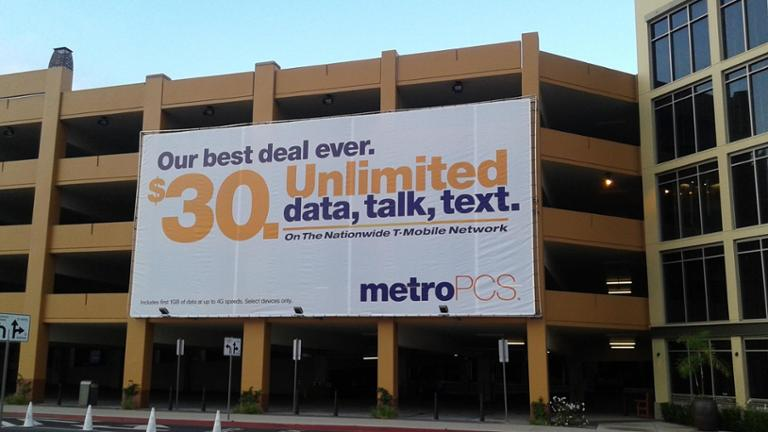 Our best deal ever.
$30. Unlimited
data, talk, text.
On The Nationwide T-Mobile Network
metroPCS.
Includes first 1GB of data at up to 4G speeds. Select devices only.